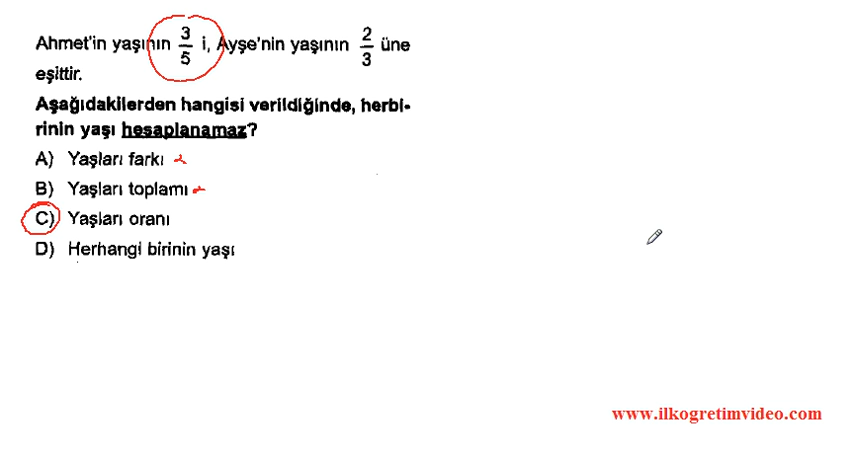 Ahmet'in yaşının 3/5 i, Ayşe'nin yaşının 2/3 üne
eşittir.
Aşağıdakilerden hangisi verildiğinde, herbi-
rinin yaşı hesaplanamaz?
A) Yaşları farkı
B) Yaşları toplamı
C) Yaşları oranı
D) Herhangi birinin yaşı
www.ilkogretimvideo.com